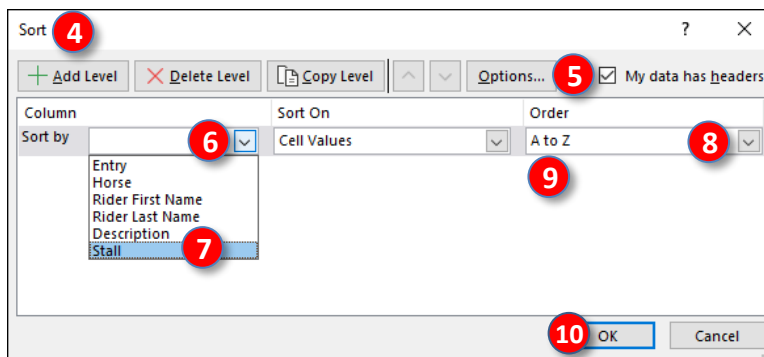 Sort 4 ?
Add Level Delete Level Copy Level Options... 5 My data has headers
Column Sort On Order
Sort by 6 Cell Values A to Z 8
Entry
Horse
Rider First Name
Rider Last Name
Description
Stall
7
9
10 OK Cancel